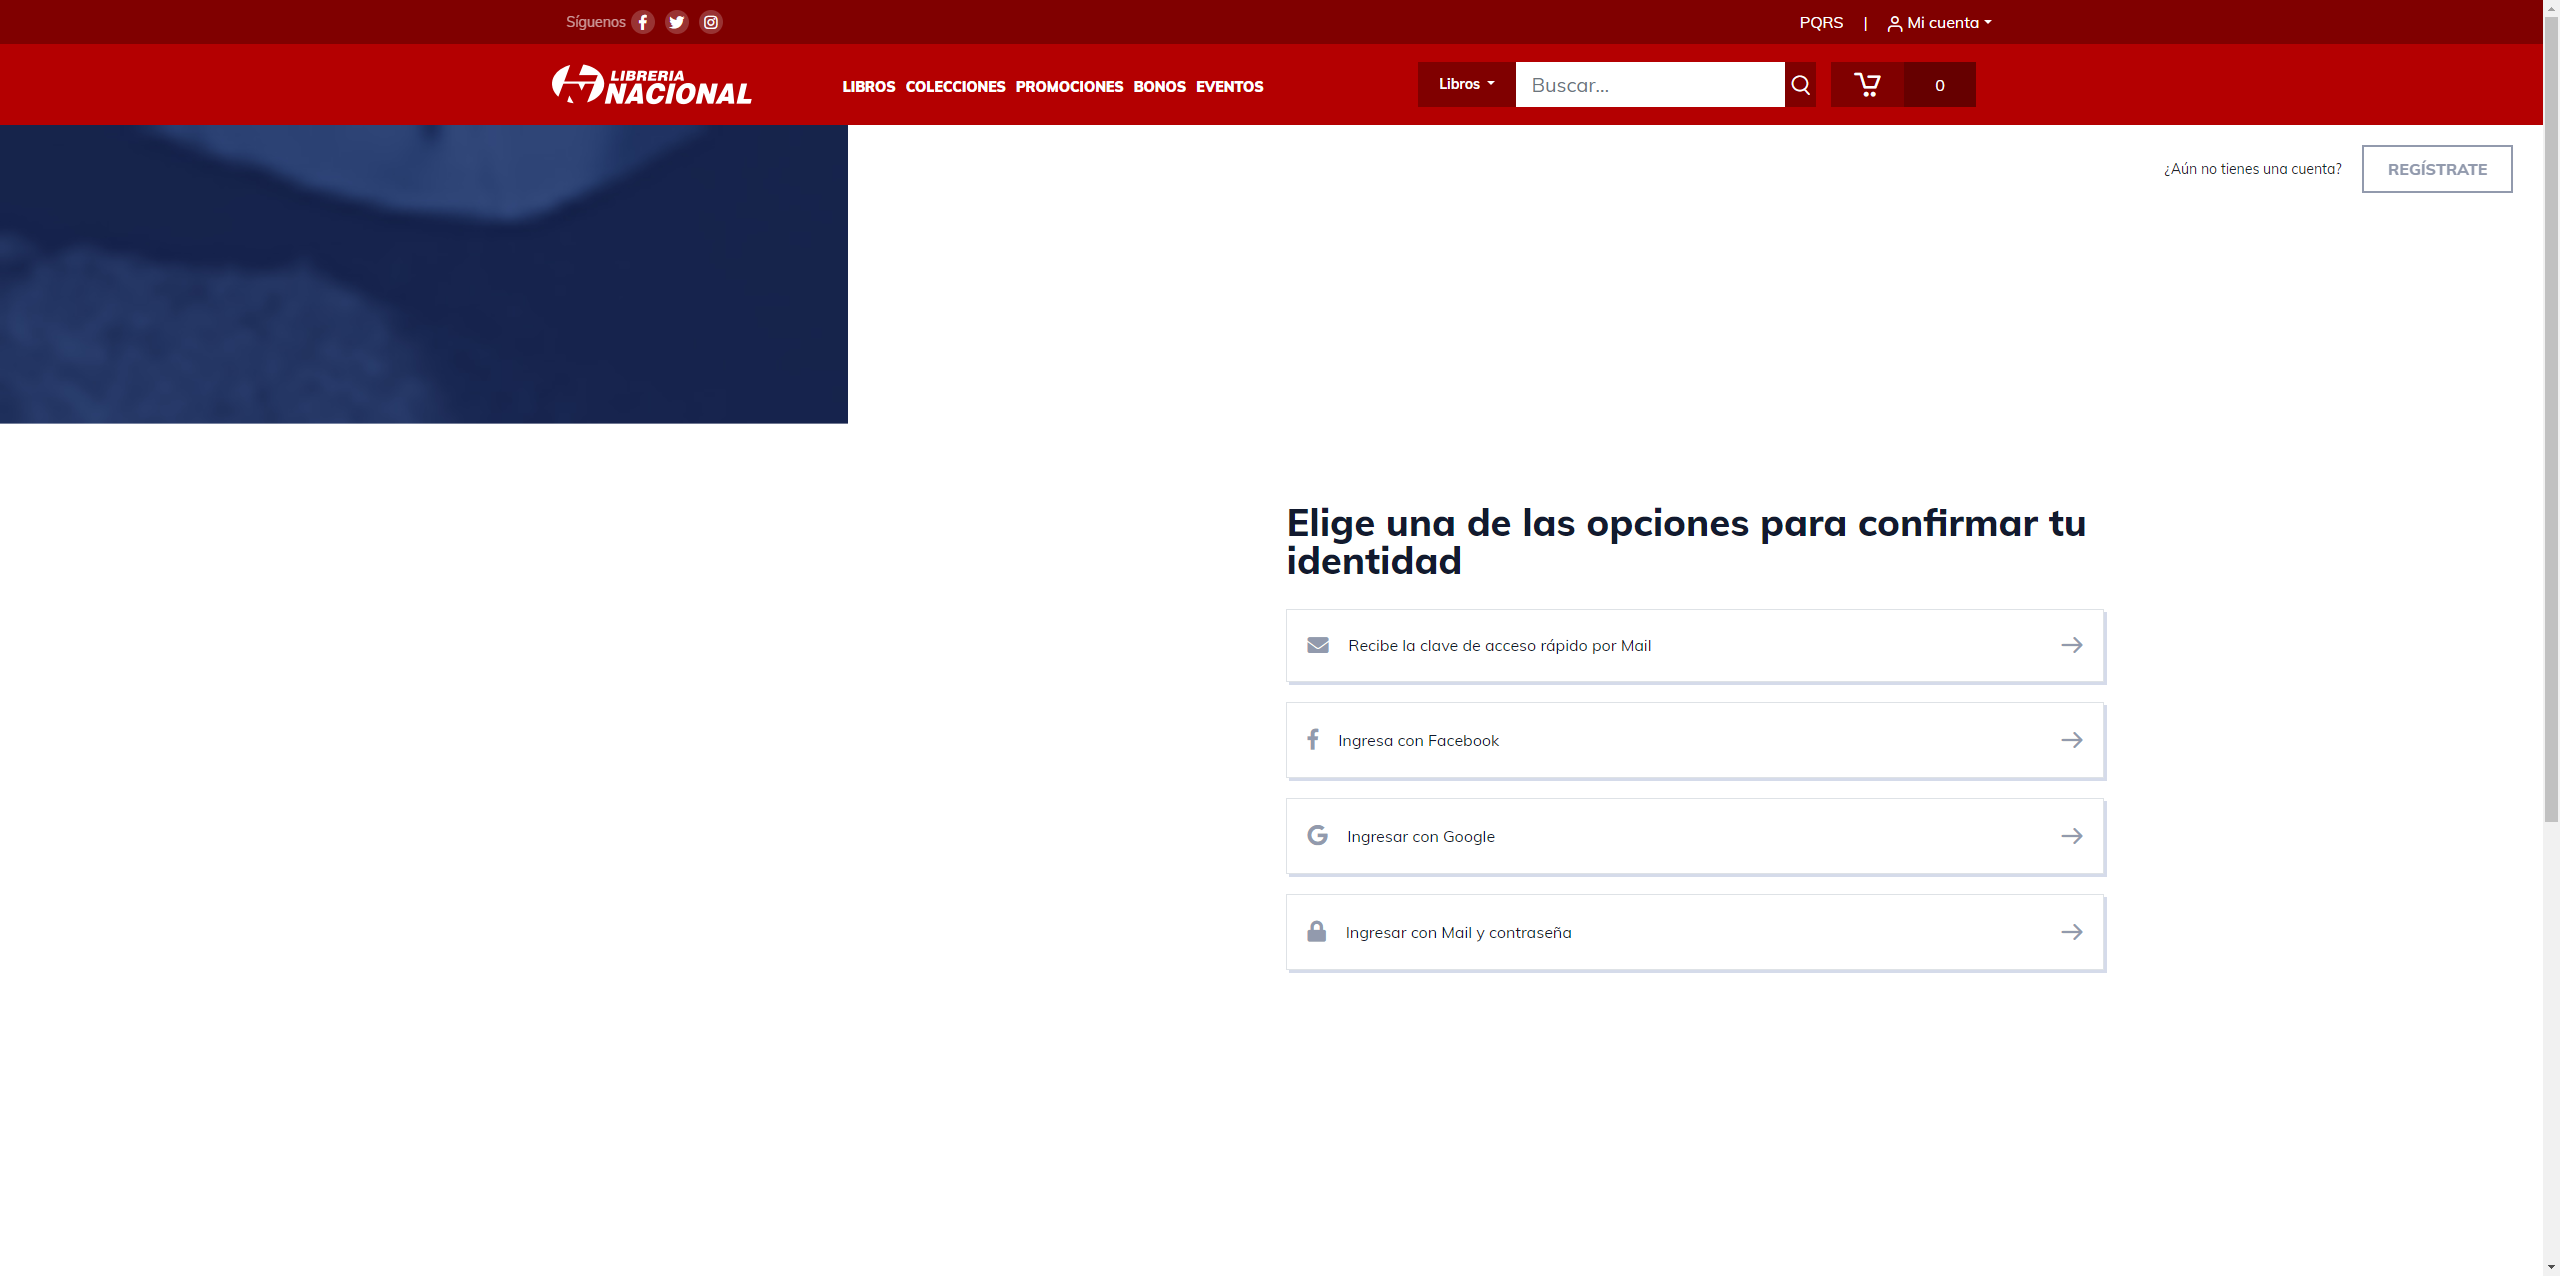 Síguenos
PQRS | Mi cuenta
LIBRERIA
NACIONAL
LIBROS COLECCIONES PROMOCIONES BONOS EVENTOS
Libros
Buscar...
0
¿Aún no tienes una cuenta?
REGÍSTRATE
Elige una de las opciones para confirmar tu
identidad
Recibe la clave de acceso rápido por Mail
Ingresa con Facebook
Ingresar con Google
Ingresar con Mail y contraseña